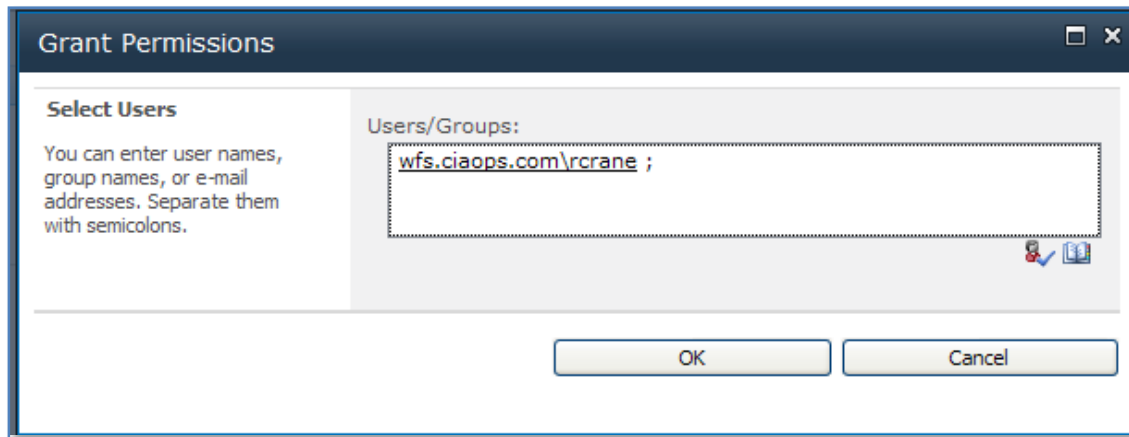 Grant Permissions
Select Users
You can enter user names,
group names, or e-mail
addresses. Separate them
with semicolons.
Users/Groups:
wfs.ciaops.com\rcrane ;
OK
Cancel